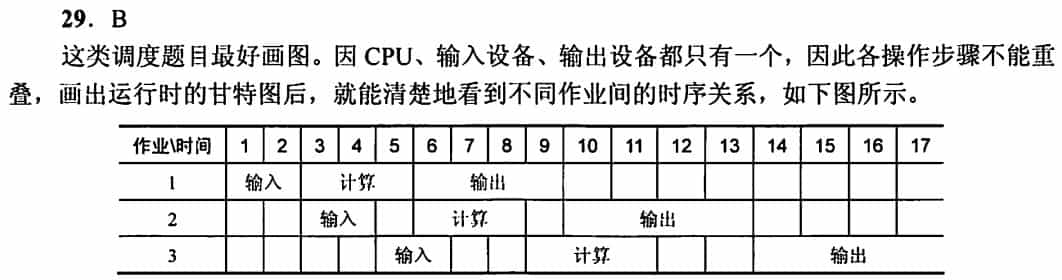 29. B
这类调度题目最好画图。因 CPU、输入设备、输出设备都只有一个，因此各操作步骤不能重
叠，画出运行时的甘特图后，就能清楚地看到不同作业间的时序关系，如下图所示。
作业\时间 1 2 3 4 5 6 7 8 9 10 11 12 13 14 15 16 17
1 输入 计算 输出
2 输入 计算 输出
3 输入 计算 输出